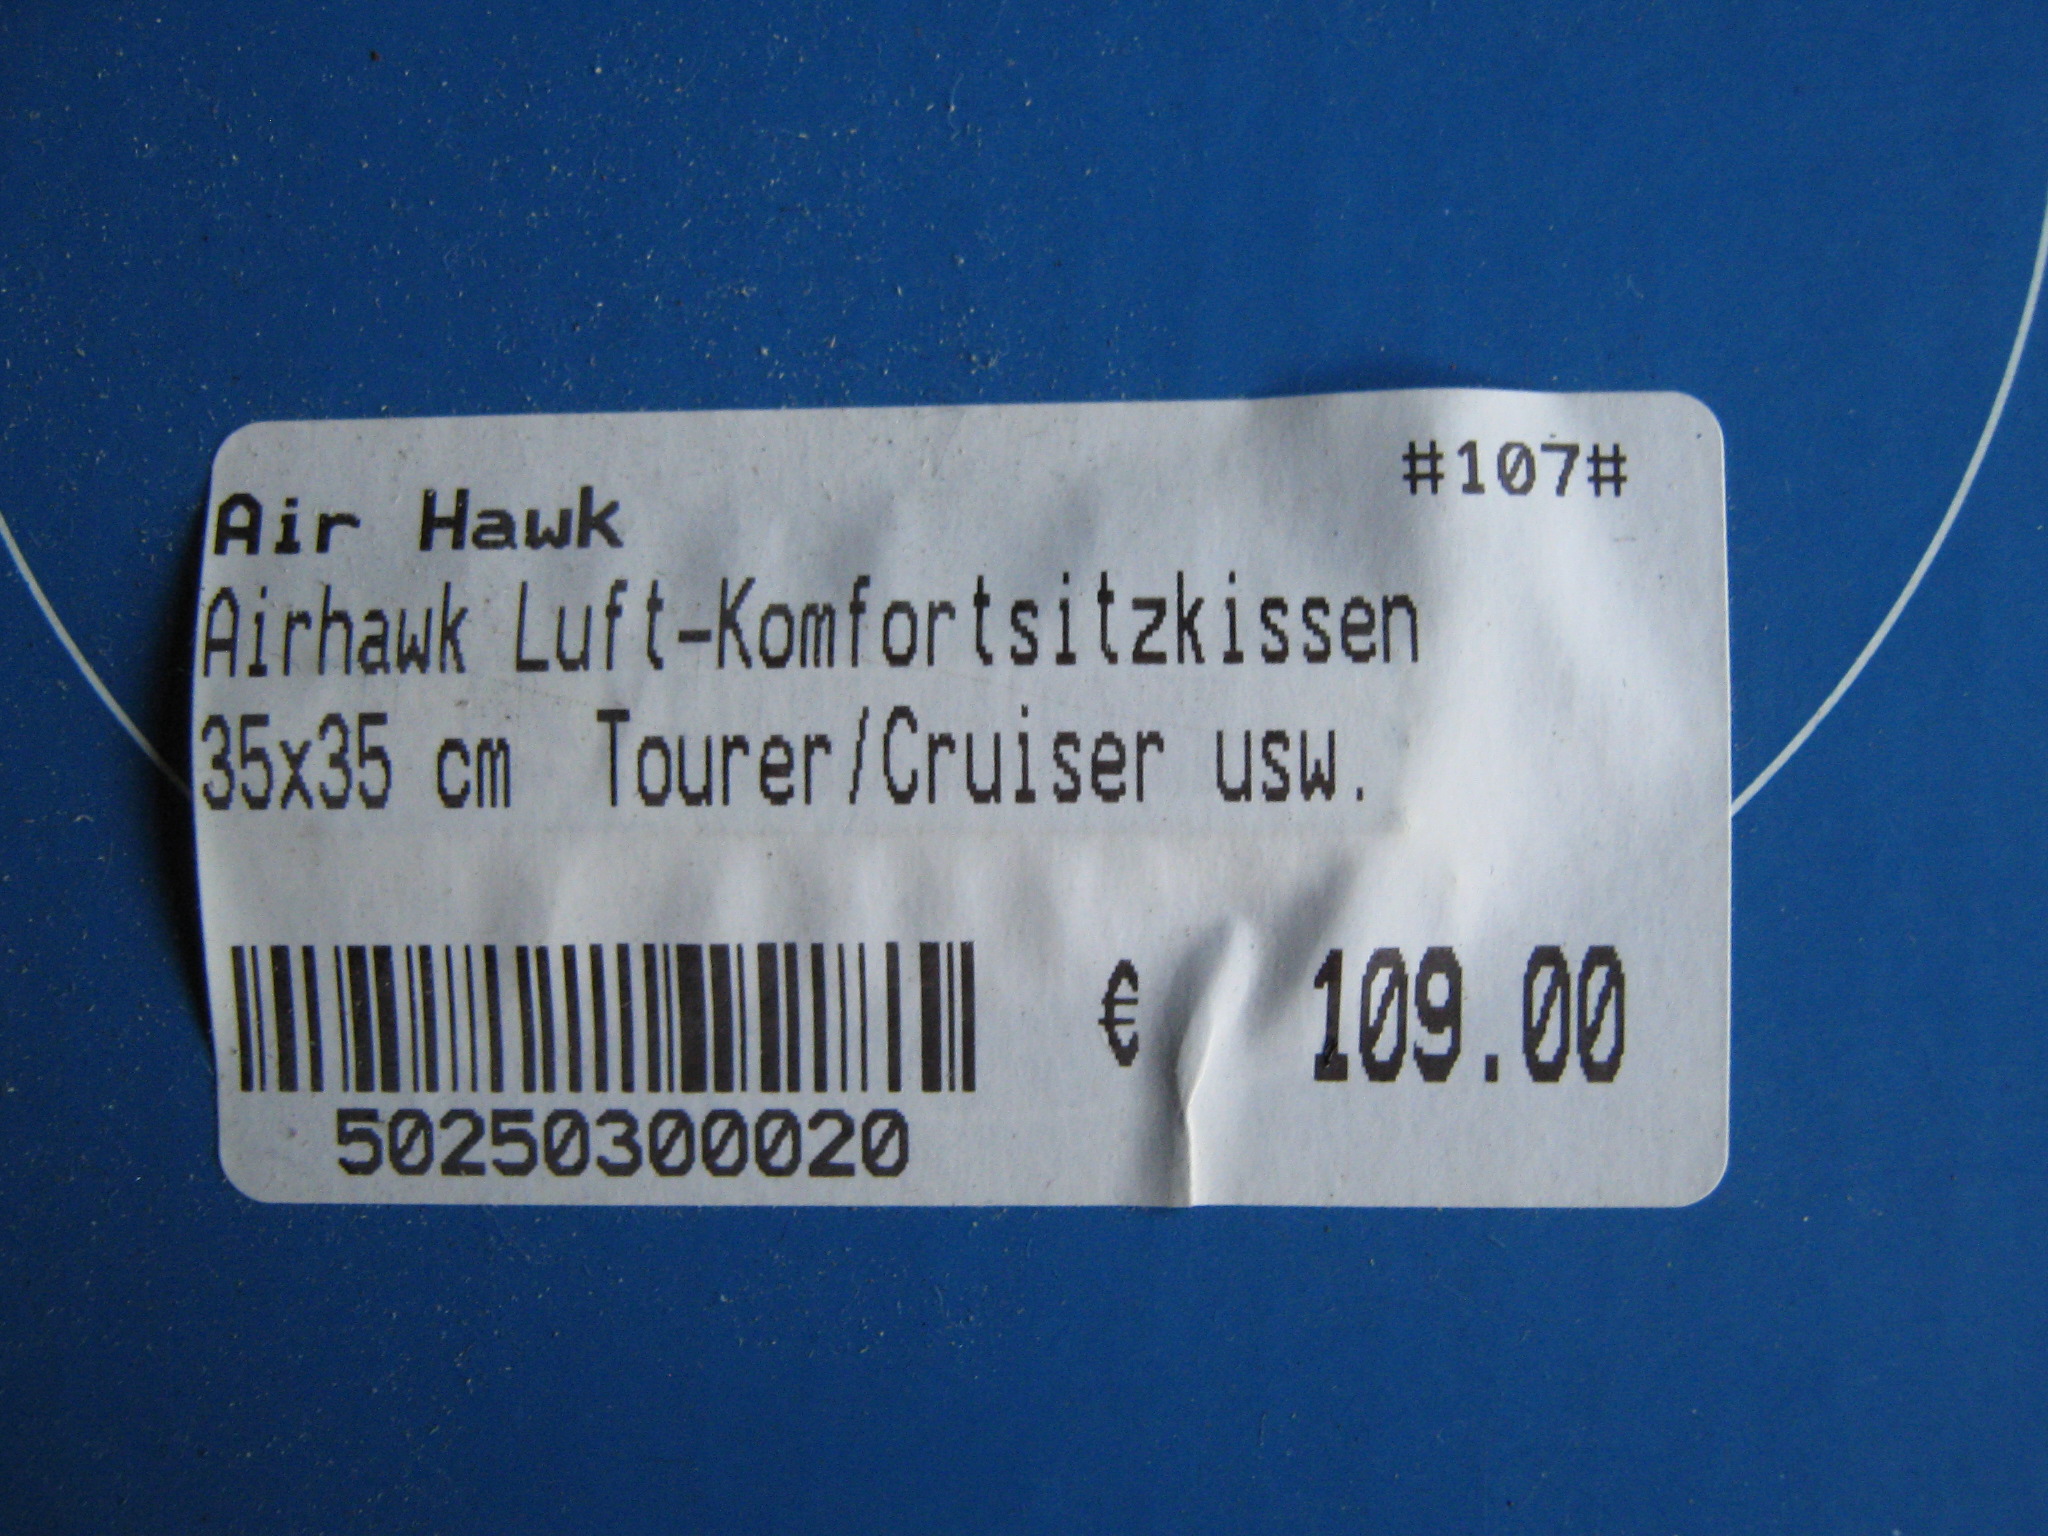 #107#
Air Hawk
Airhawk Luft-Komfortsitzkissen
35x35 cm Tourer/Cruiser usw.
€ 109.00
50250300020